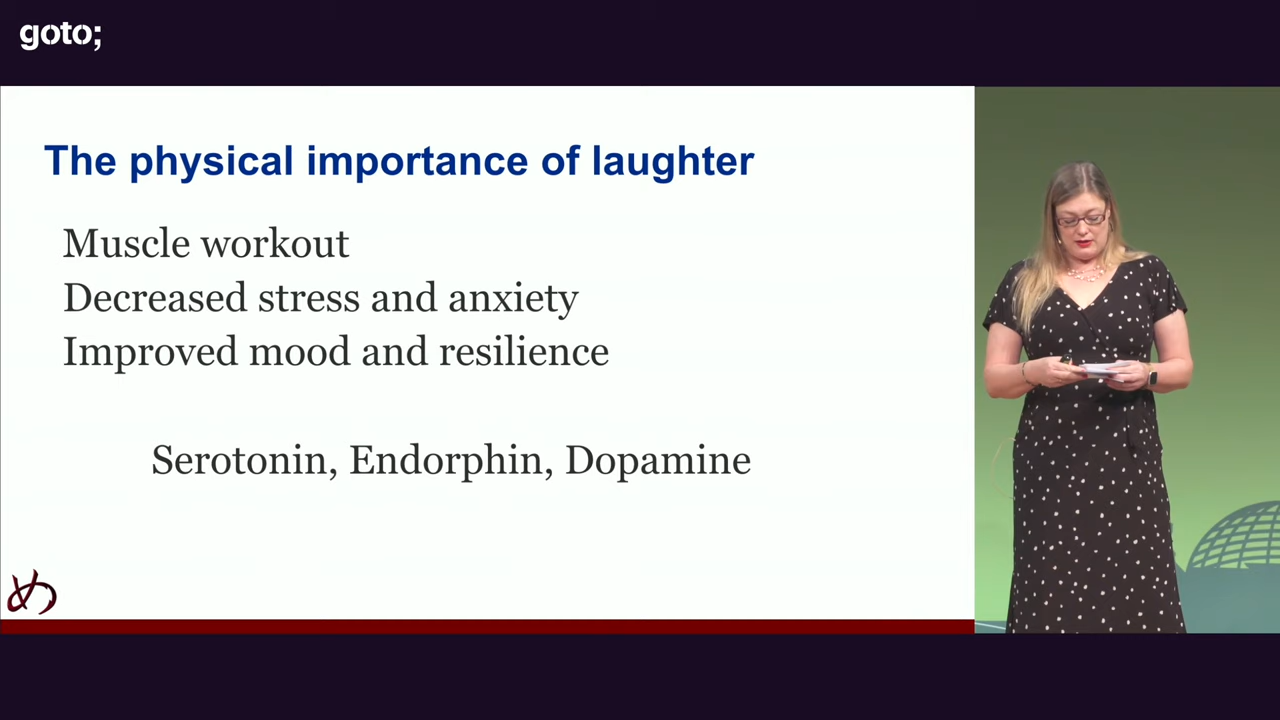 goto;
The physical importance of laughter
Muscle workout
Decreased stress and anxiety
Improved mood and resilience
Serotonin, Endorphin, Dopamine
め